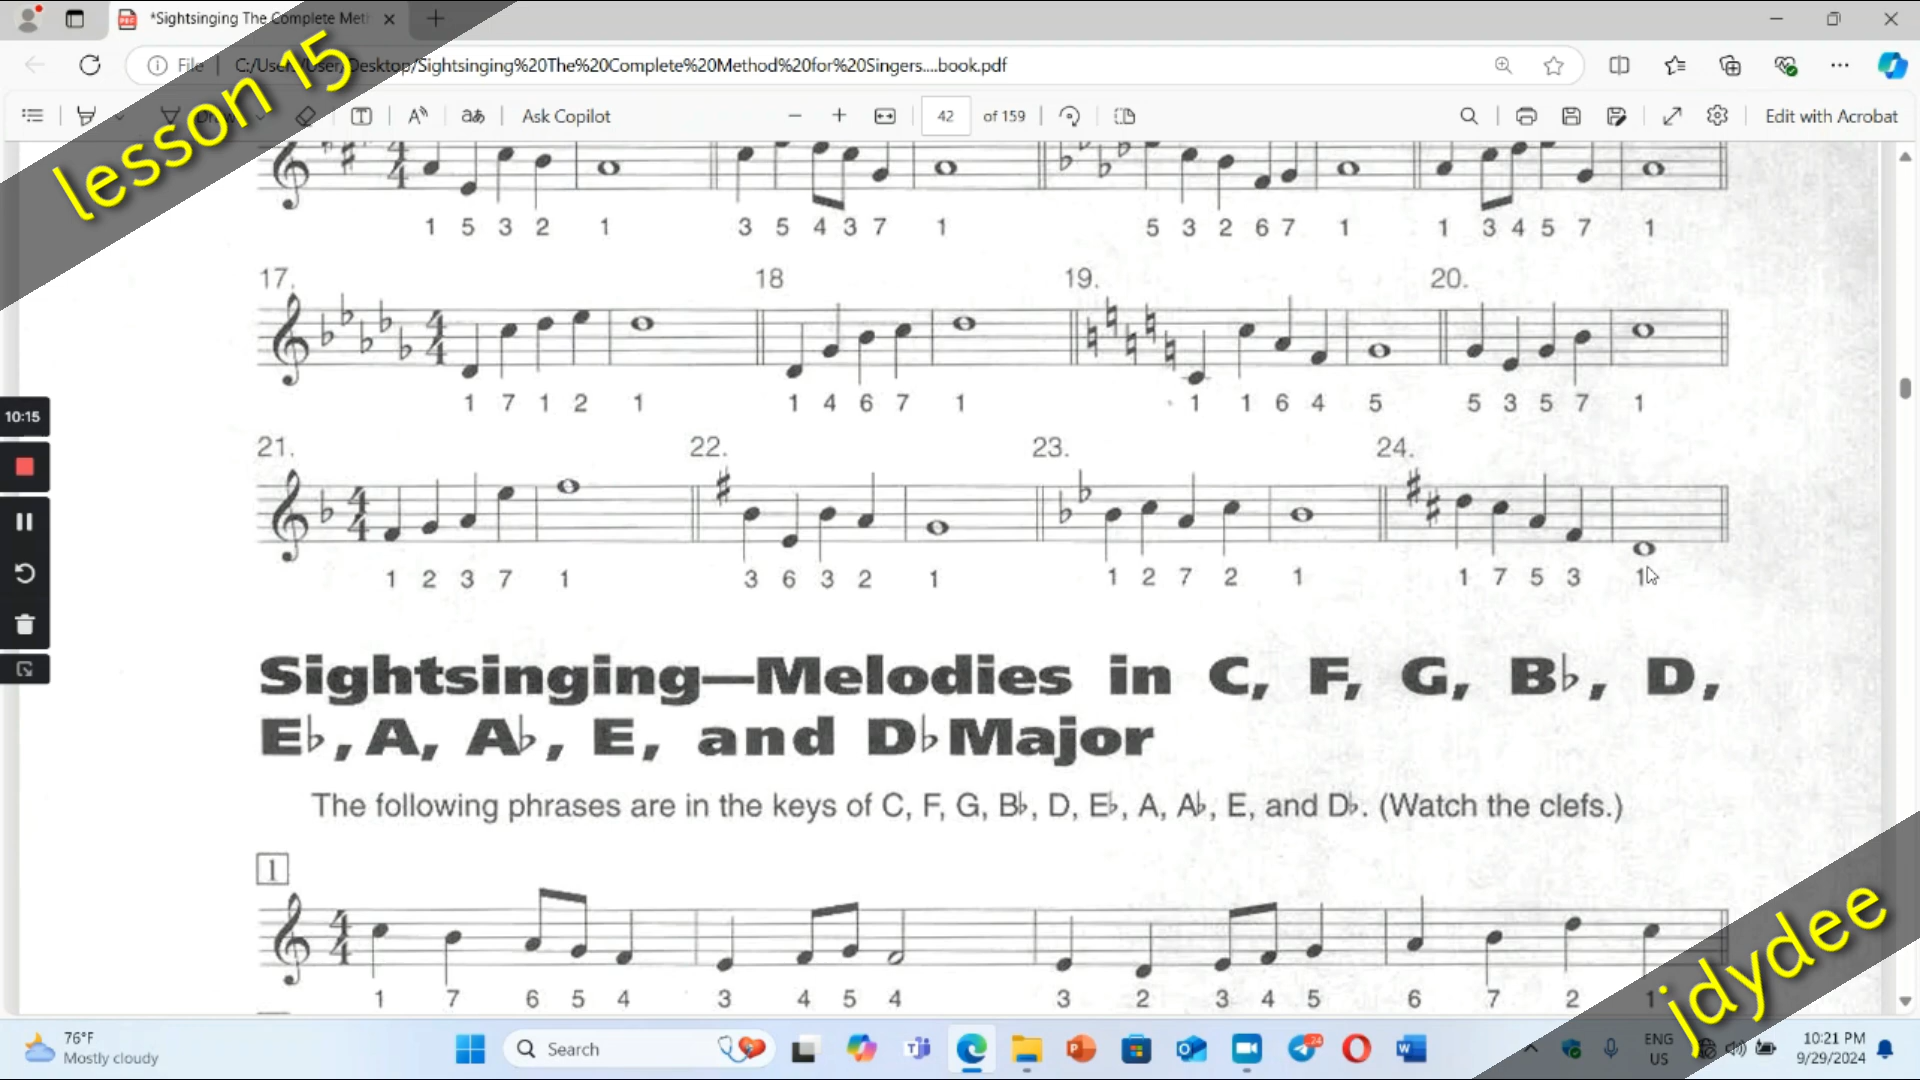 *Sightsinging The Complete Meth
File
C:/Users/User/Desktop/Sightsinging%20The%20Complete%20Method%20for%20Singers....book.pdf
Draw
Ask Copilot
42 of 159
Edit with Acrobat
lesson 15
1 5 3 2 1 3 5 4 3 7 1 5 3 2 6 7 1 1 3 4 5 7 1
17. 18 19. 20.
1 7 1 2 1 1 4 6 7 1 1 1 6 4 5 5 3 5 7 1
10:15
21. 22. 23. 24.
1 2 3 7 1 3 6 3 2 1 1 2 7 2 1 1 7 5 3 1
Sightsinging—Melodies in C, F, G, B♭, D,
E♭, A, A♭, E, and D♭ Major
The following phrases are in the keys of C, F, G, B♭, D, E♭, A, A♭, E, and D♭. (Watch the clefs.)
1
1 7 6 5 4 3 4 5 4 3 2 3 4 5 6 7 2 1
jdydee
76°F
Mostly cloudy
Search
24
ENG
US
10:21 PM
9/29/2024